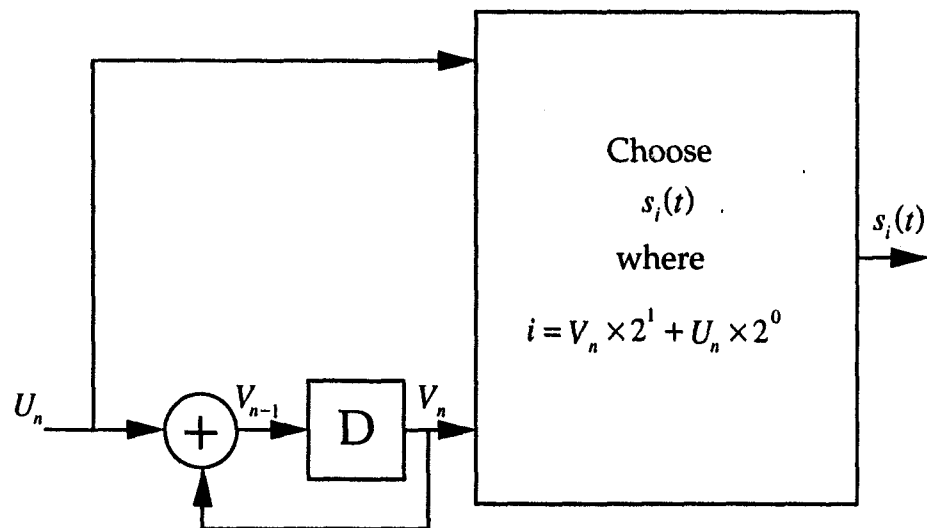 Choose
s_i(t)
where
i = V_n × 2^1 + U_n × 2^0
s_i(t)
U_n
+
V_{n-1}
D
V_n